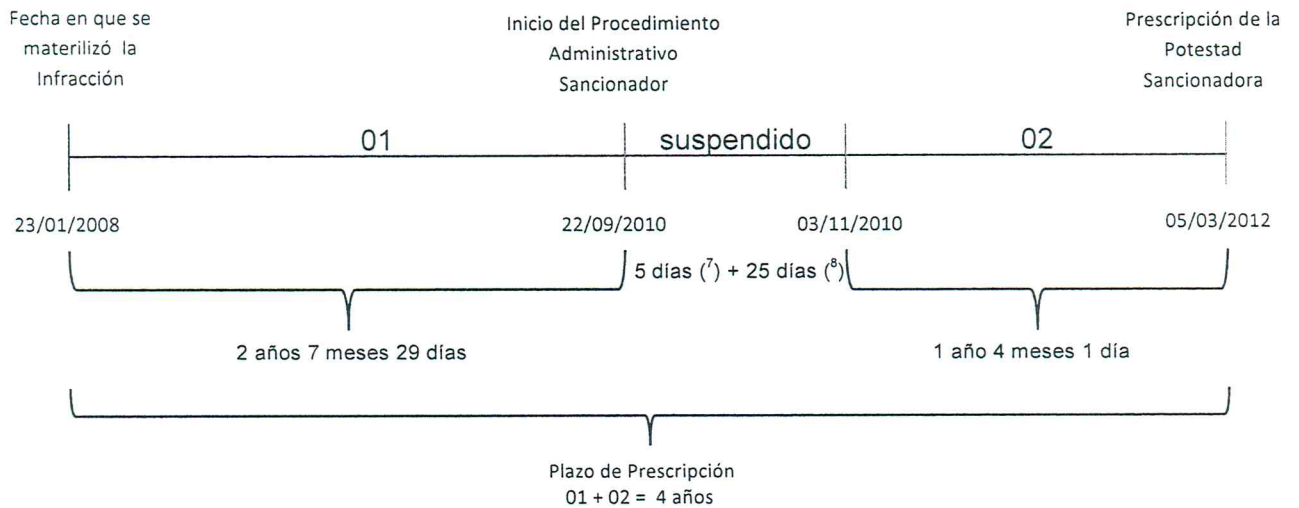 Fecha en que se
materilizó la
Infracción
Inicio del Procedimiento
Administrativo
Sancionador
Prescripción de la
Potestad
Sancionadora
01
suspendido
02
23/01/2008
22/09/2010
03/11/2010
05/03/2012
5 días (⁷) + 25 días (⁸)
2 años 7 meses 29 días
1 año 4 meses 1 día
Plazo de Prescripción
01 + 02 = 4 años